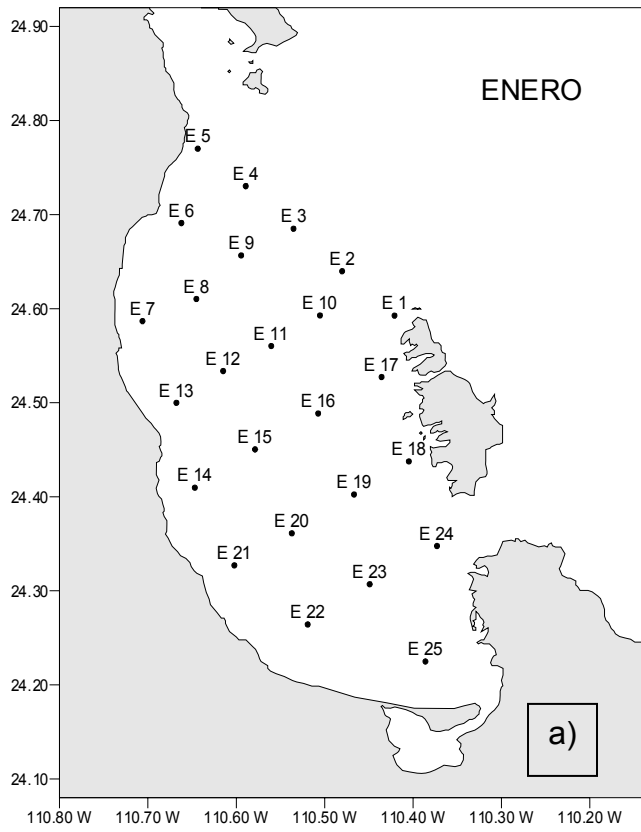 24.90
ENERO
24.80
E 5
E 4
24.70
E 6
E 3
E 9
E 2
24.60
E 8
E 7
E 10
E 1
E 11
E 12
E 17
24.50
E 13
E 16
E 15
E 18
24.40
E 14
E 19
E 20
E 24
E 21
24.30
E 23
E 22
E 25
24.20
a)
24.10
110.80 W 110.70 W 110.60 W 110.50 W 110.40 W 110.30 W 110.20 W